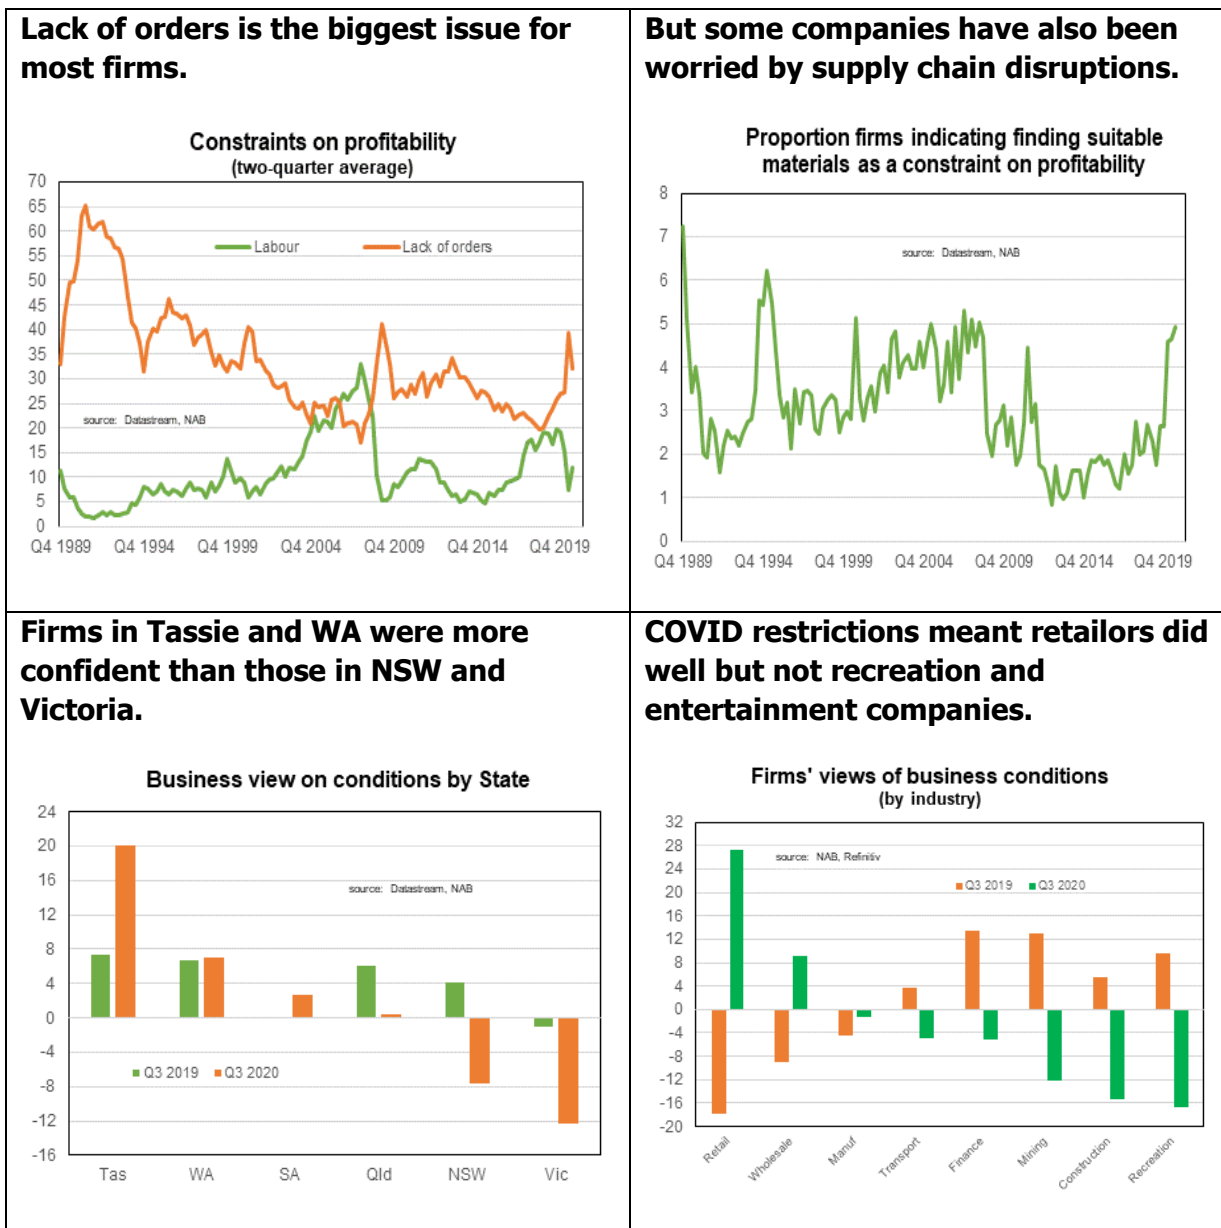 Lack of orders is the biggest issue for
most firms.
Constraints on profitability
(two-quarter average)
70
65
60
55
50
45
40
35
30
25
20
15
10
5
0
Labour
Lack of orders
source: Datastream, NAB
Q4 1989
Q4 1994
Q4 1999
Q4 2004
Q4 2009
Q4 2014
Q4 2019
But some companies have also been
worried by supply chain disruptions.
Proportion firms indicating finding suitable
materials as a constraint on profitability
8
7
6
5
4
3
2
1
0
source: Datastream, NAB
Q4 1989
Q4 1994
Q4 1999
Q4 2004
Q4 2009
Q4 2014
Q4 2019
Firms in Tassie and WA were more
confident than those in NSW and
Victoria.
Business view on conditions by State
24
20
16
12
8
4
0
-4
-8
-12
-16
source: Datastream, NAB
Q3 2019
Q3 2020
Tas
WA
SA
Qld
NSW
Vic
COVID restrictions meant retailors did
well but not recreation and
entertainment companies.
Firms' views of business conditions
(by industry)
32
28
24
20
16
12
8
4
0
-4
-8
-12
-16
-20
source: NAB, Refinitiv
Q3 2019
Q3 2020
Retail
Wholesale
Manuf
Transport
Finance
Mining
Construction
Recreation